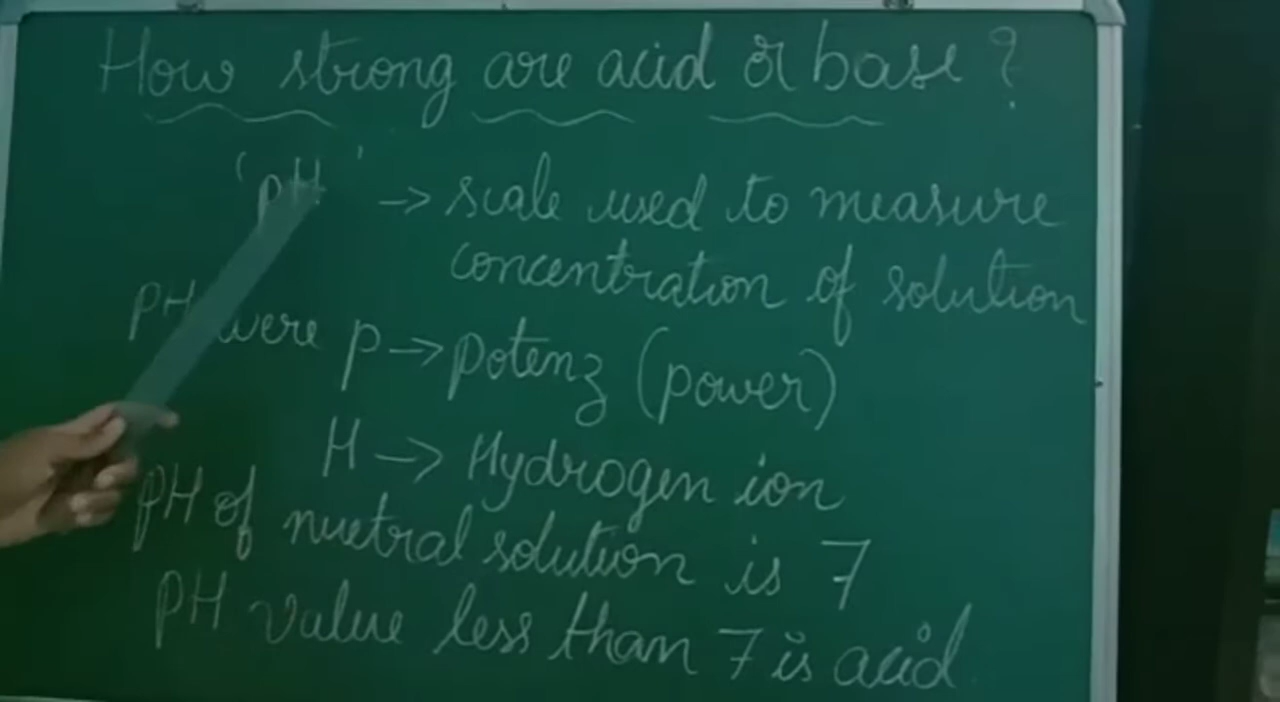 How strong are acid or base ?
'pH' -> scale used to measure
concentration of solution
PH were p -> potenz (power)
H -> Hydrogen ion
PH of nuetral solution is 7
PH value less than 7 is acid